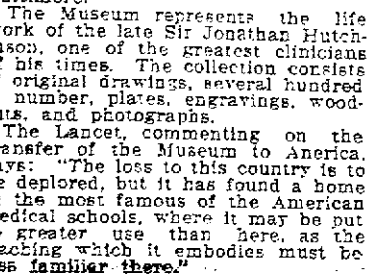 The Museum represents the life
ork of the late Sir Jonathan Hutch-
nson, one of the greatest clinicians
his times. The collection consists
original drawings, several hundred
number, plates, engravings, wood-
uts, and photographs.
The Lancet, commenting on the
ansfer of the Museum to America,
ays: "The loss to this country is to
e deplored, but it has found a home
the most famous of the American
edical schools, where it may be put
greater use than here, as the
aching which it embodies must be
ss familiar there."